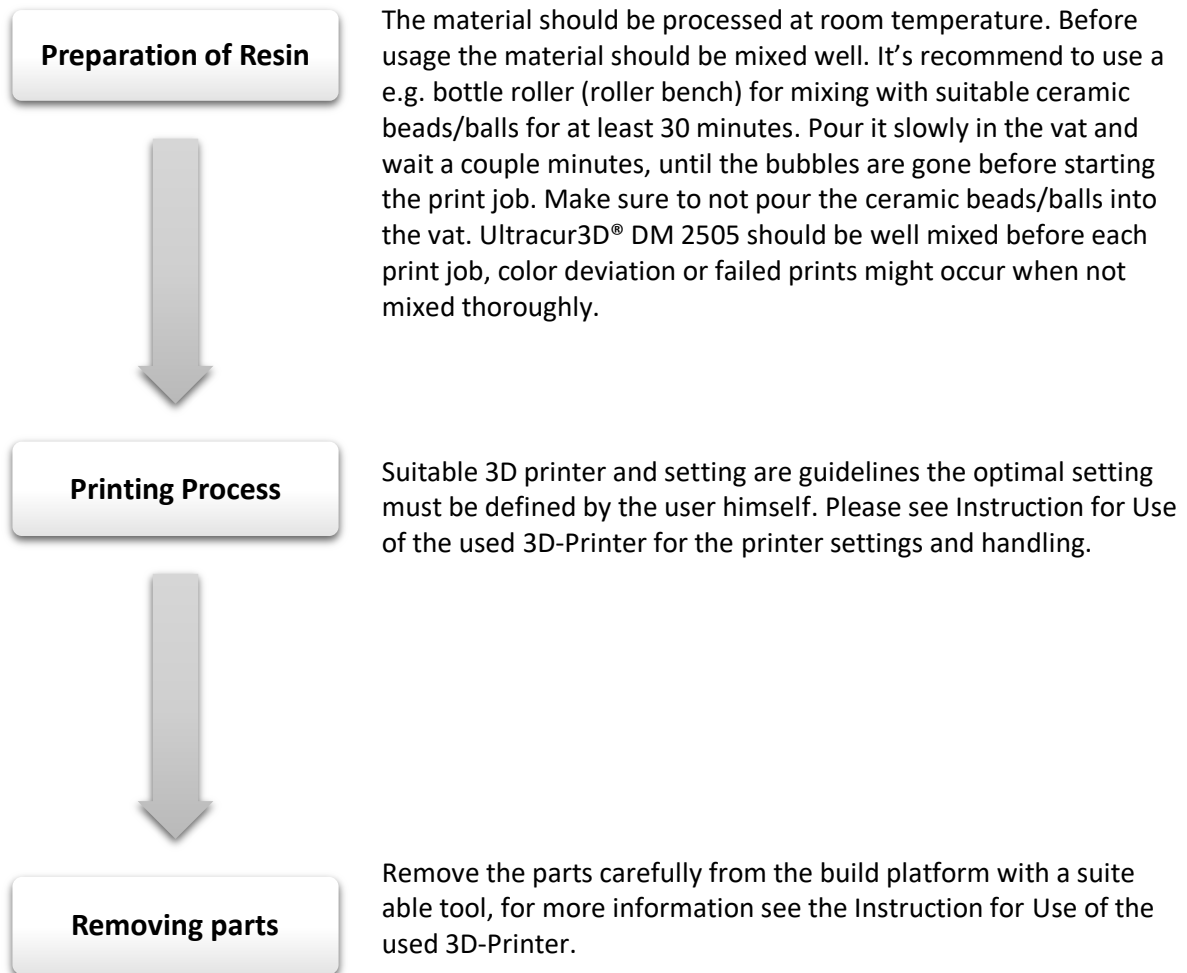 Preparation of Resin
The material should be processed at room temperature. Before
usage the material should be mixed well. It’s recommend to use a
e.g. bottle roller (roller bench) for mixing with suitable ceramic
beads/balls for at least 30 minutes. Pour it slowly in the vat and
wait a couple minutes, until the bubbles are gone before starting
the print job. Make sure to not pour the ceramic beads/balls into
the vat. Ultracur3D® DM 2505 should be well mixed before each
print job, color deviation or failed prints might occur when not
mixed thoroughly.
Printing Process
Suitable 3D printer and setting are guidelines the optimal setting
must be defined by the user himself. Please see Instruction for Use
of the used 3D-Printer for the printer settings and handling.
Removing parts
Remove the parts carefully from the build platform with a suite
able tool, for more information see the Instruction for Use of the
used 3D-Printer.